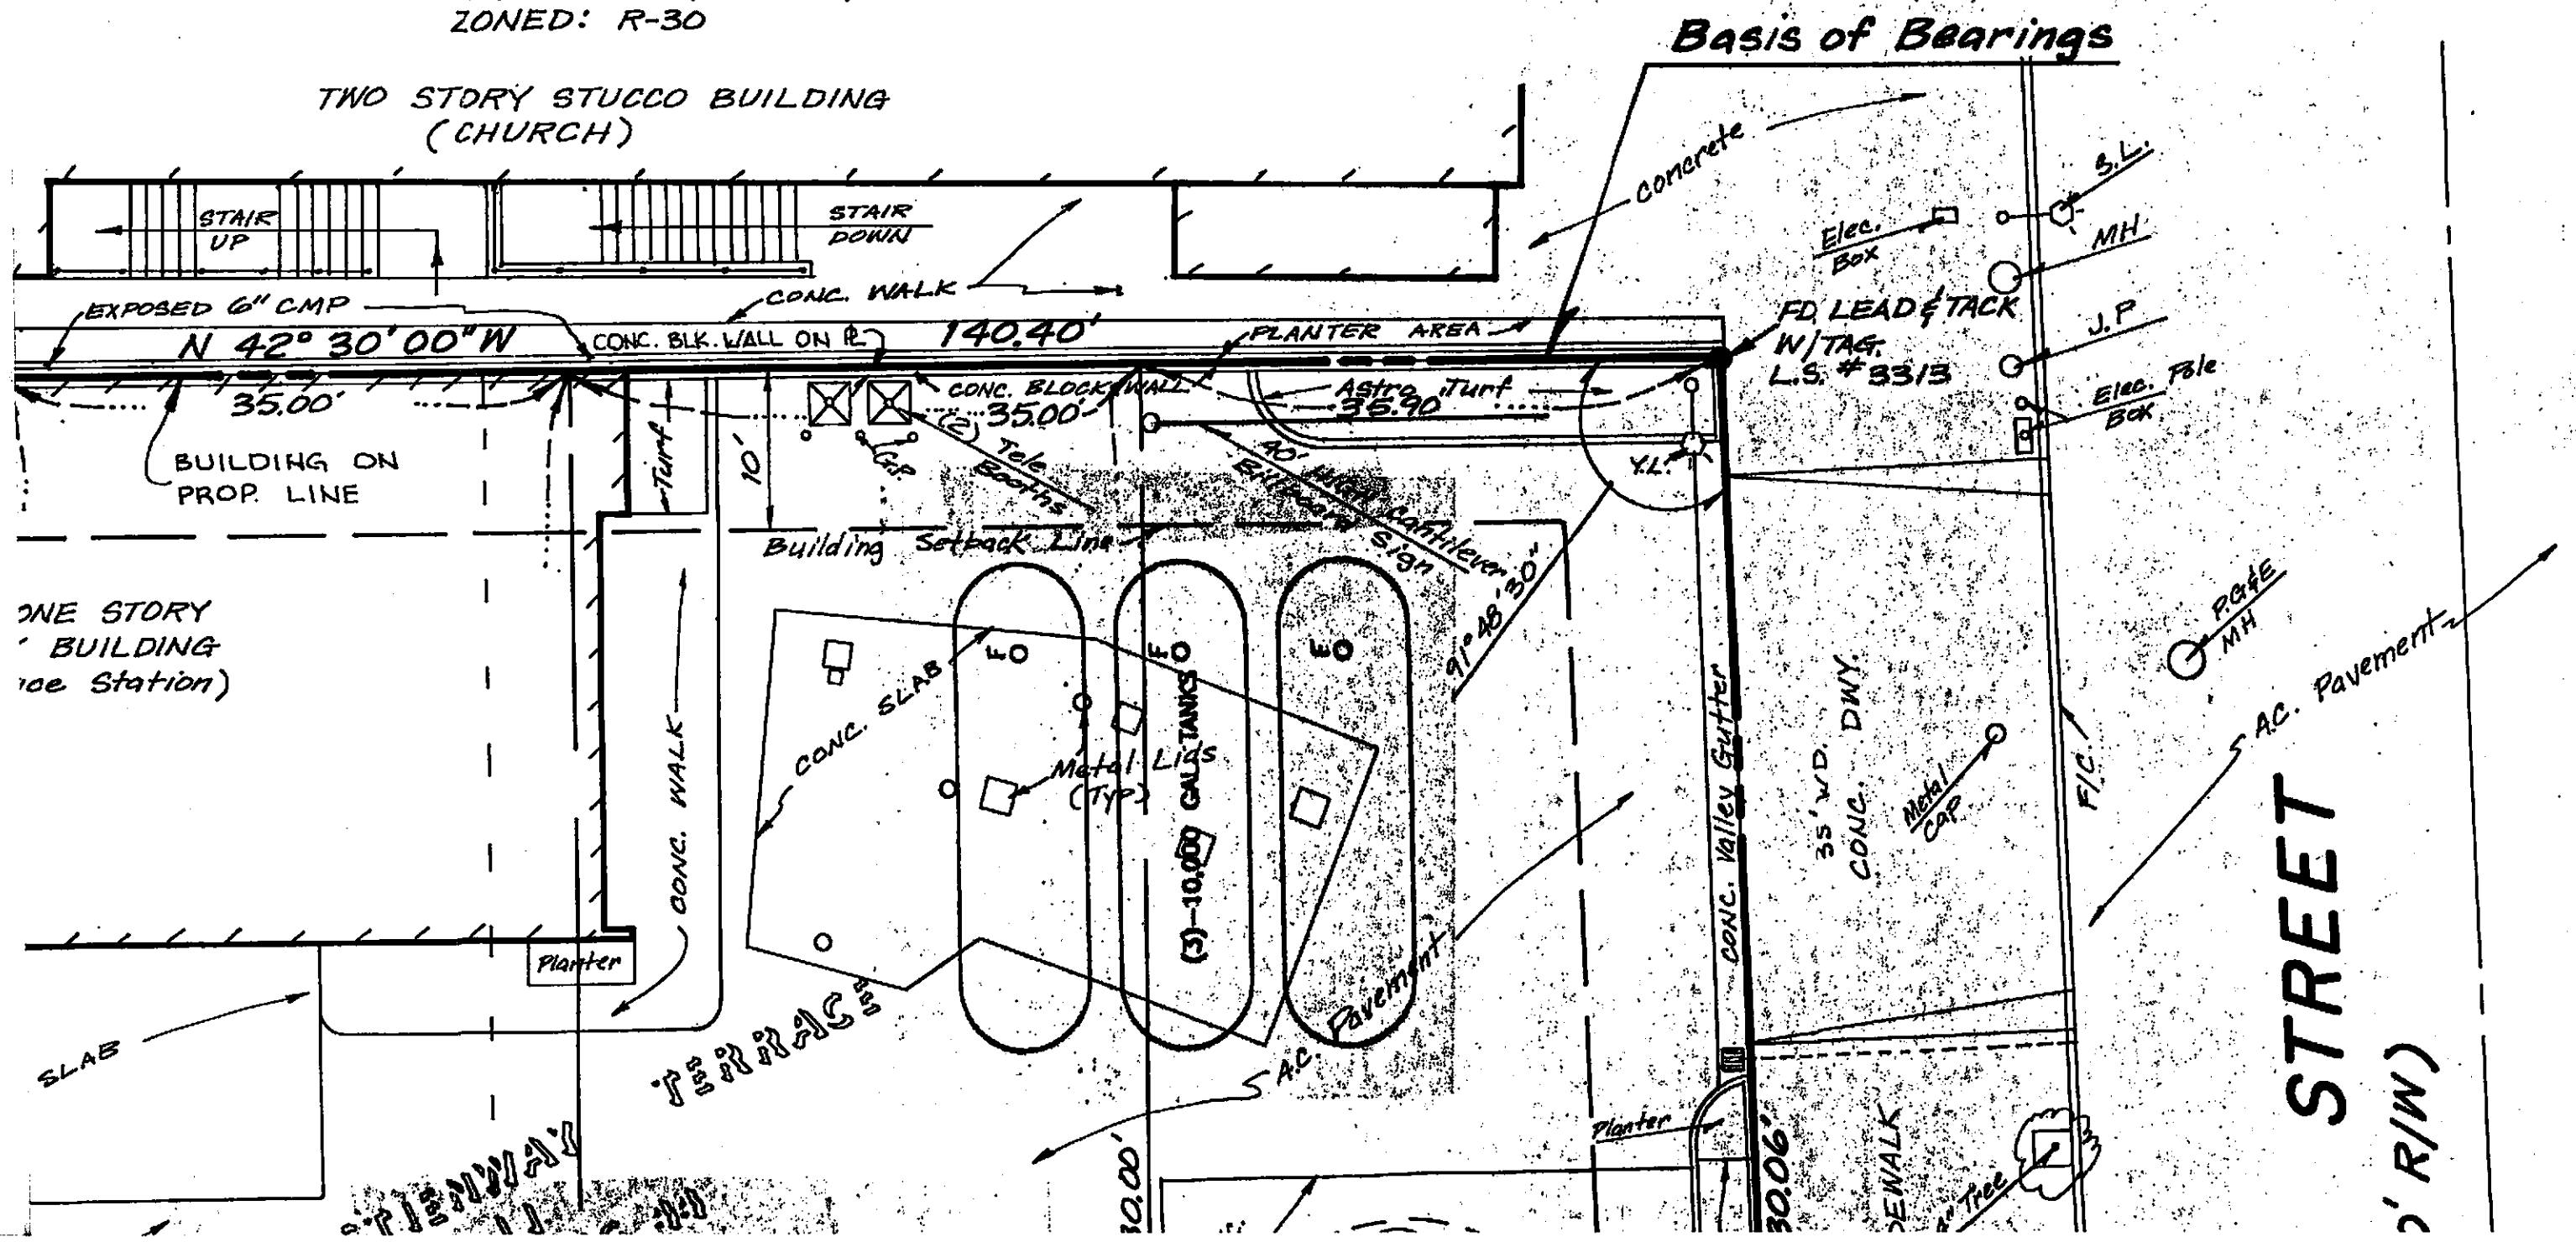 ZONED: R-30
Basis of Bearings
TWO STORY STUCCO BUILDING
(CHURCH)
Concrete
S.L.
STAIR
UP
STAIR
DOWN
Elec.
Box
MH
EXPOSED 6" CMP
CONC. WALK
FD. LEAD & TACK
W/TAG.
L.S. # 3313
J.P
N 42° 30' 00" W
CONC. BLK. WALL ON PL
140.40'
PLANTER AREA
35.00'
CONC. BLOCK WALL
35.00'
Astro Turf
35.90
Elec. Pole
Box
BUILDING ON
PROP. LINE
Turf
10'
G.P.
(2) Tele
Booths
40' High Cantilever
Billboard Sign
Y.L.
Building Setback Line
91° 48' 30"
ONE STORY
BUILDING
Station)
P.G&E
MH
F
F
E
CONC. SLAB
CONC. WALK
Metal Lids
(TYP)
(3)-10,000 GAL. TANKS
CONC. Valley Gutter
35' WD.
CONC. DWY.
Metal
Cap
F/C
A.C. Pavement
STREET
R/W)
Planter
SLAB
TERRACE
A.C. Pavement
Planter
30.00'
30.06'
Tree